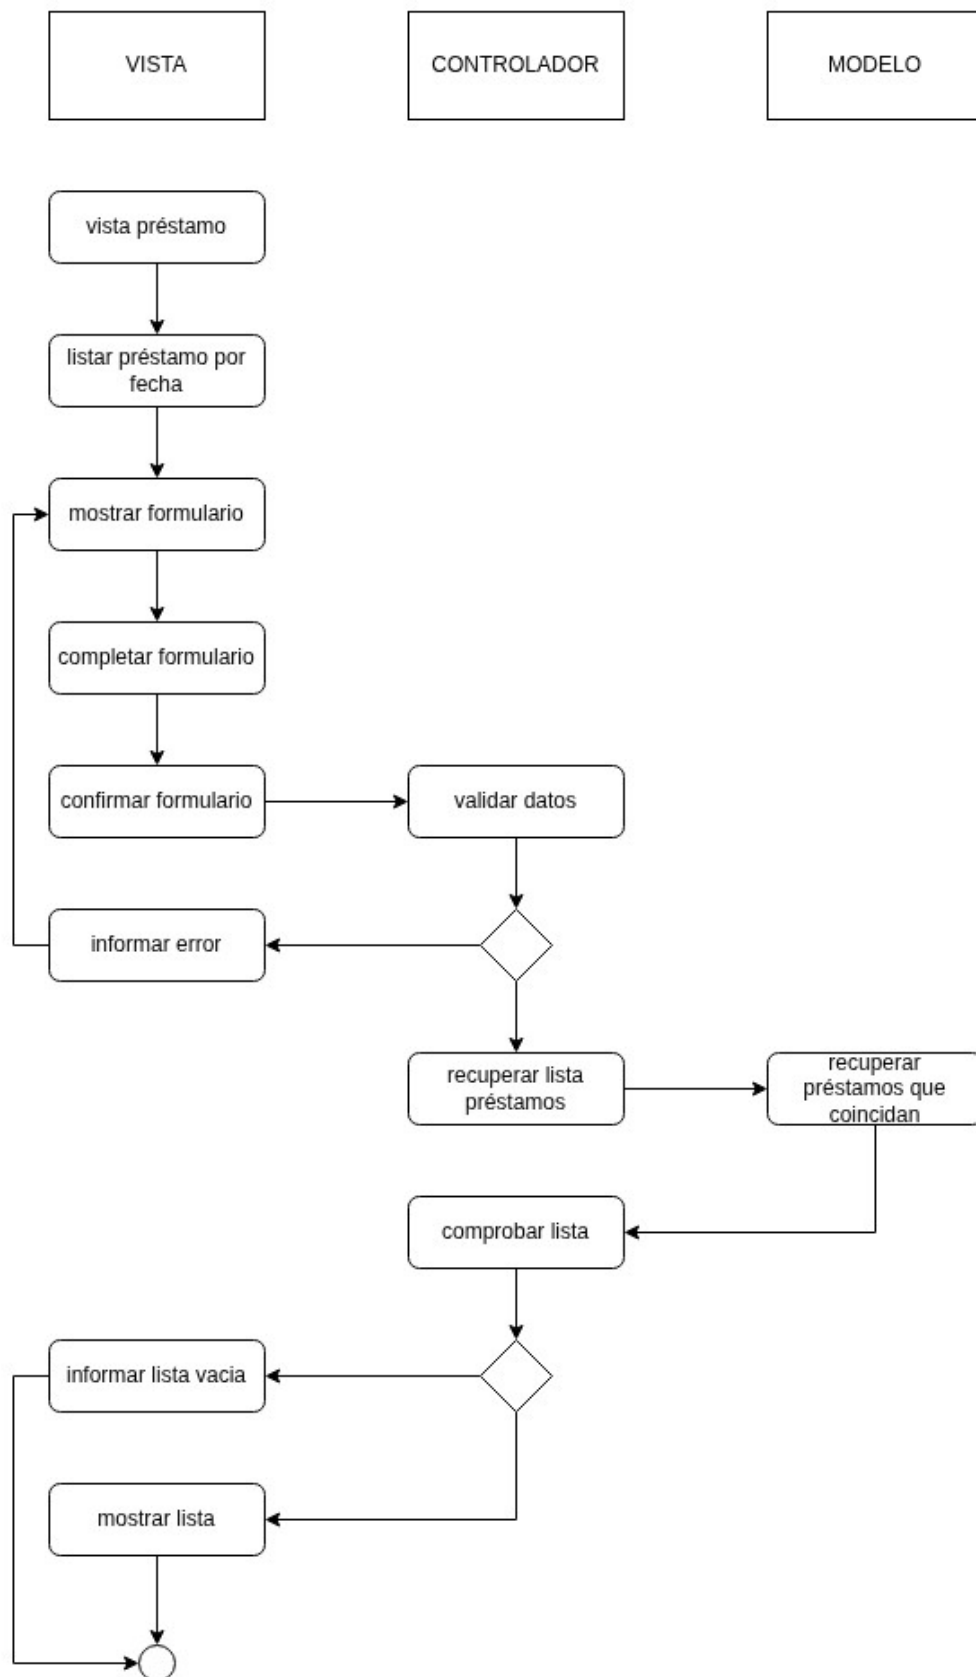 VISTA
CONTROLADOR
MODELO
vista préstamo
listar préstamo por
fecha
mostrar formulario
completar formulario
confirmar formulario
validar datos
informar error
recuperar lista
préstamos
recuperar
préstamos que
coincidan
comprobar lista
informar lista vacia
mostrar lista